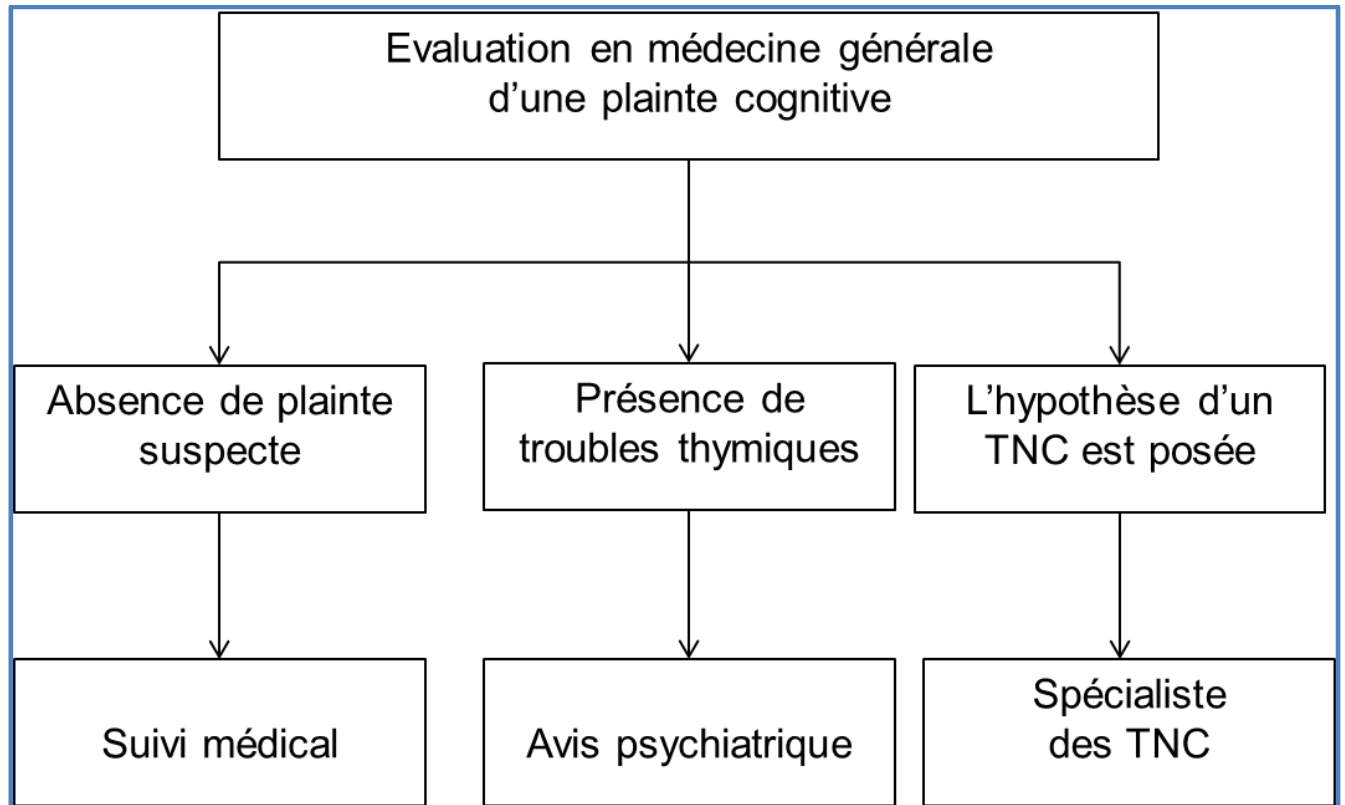 Evaluation en médecine générale
d’une plainte cognitive
Absence de plainte
suspecte
Présence de
troubles thymiques
L’hypothèse d’un
TNC est posée
Suivi médical
Avis psychiatrique
Spécialiste
des TNC